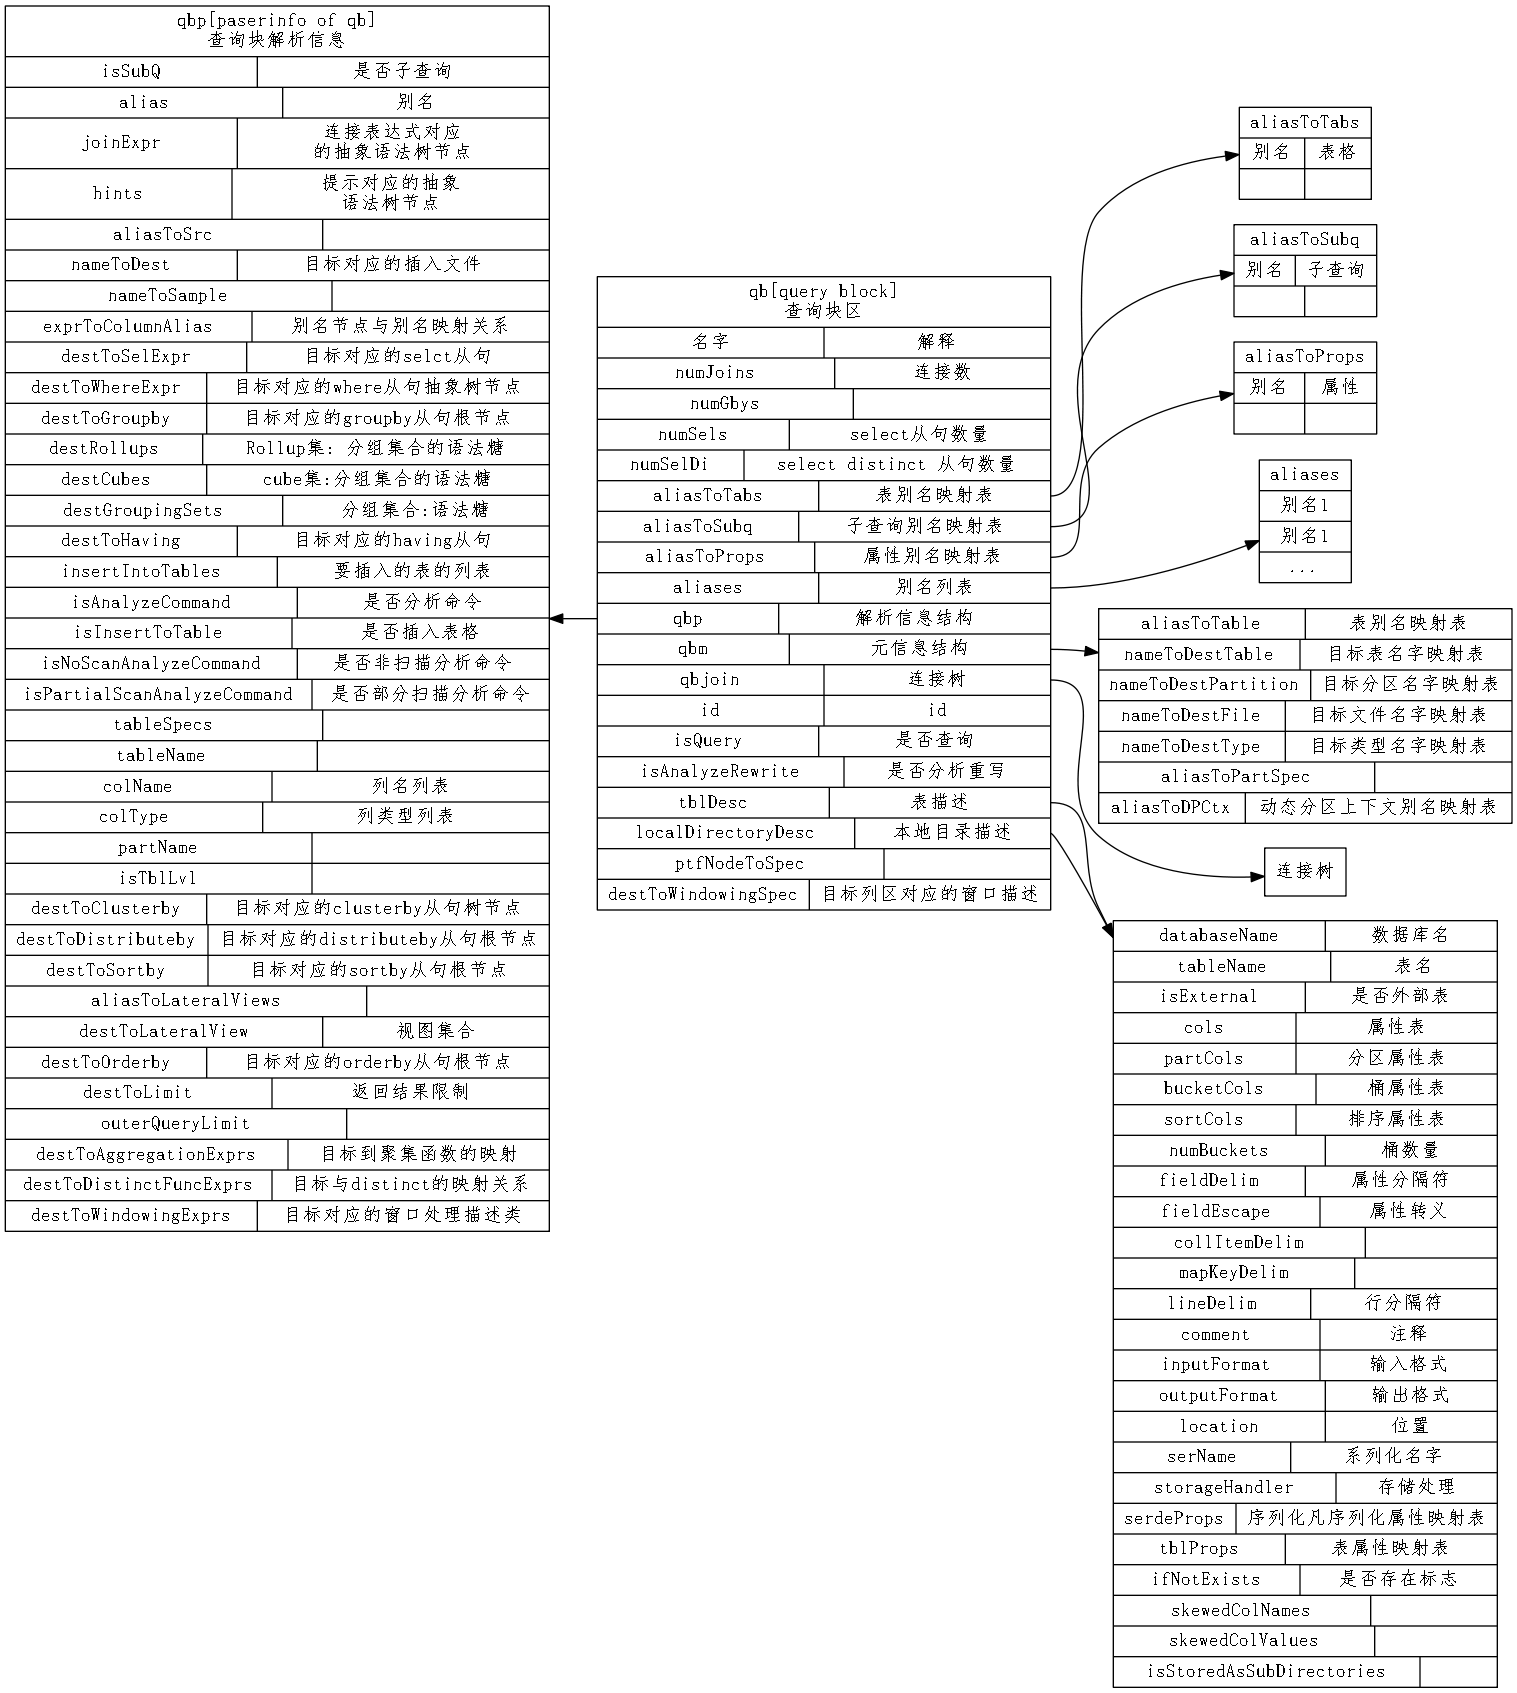 qbp[paserinfo of qb]
查询块解析信息
isSubQ 是否子查询
alias 别名
joinExpr 连接表达式对应
的抽象语法树节点
hints 提示对应的抽象
语法树节点
aliasToSrc
nameToDest 目标对应的插入文件
nameToSample
exprToColumnAlias 别名节点与别名映射关系
destToSelExpr 目标对应的selct从句
destToWhereExpr 目标对应的where从句抽象树节点
destToGroupby 目标对应的groupby从句根节点
destRollups Rollup集: 分组集合的语法糖
destCubes cube集:分组集合的语法糖
destGroupingSets 分组集合:语法糖
destToHaving 目标对应的having从句
insertIntoTables 要插入的表的列表
isAnalyzeCommand 是否分析命令
isInsertToTable 是否插入表格
isNoScanAnalyzeCommand 是否非扫描分析命令
isPartialScanAnalyzeCommand 是否部分扫描分析命令
tableSpecs
tableName
colName 列名列表
colType 列类型列表
partName
isTblLvl
destToClusterby 目标对应的clusterby从句树节点
destToDistributeby 目标对应的distributeby从句根节点
destToSortby 目标对应的sortby从句根节点
aliasToLateralViews
destToLateralView 视图集合
destToOrderby 目标对应的orderby从句根节点
destToLimit 返回结果限制
outerQueryLimit
destToAggregationExprs 目标到聚集函数的映射
destToDistinctFuncExprs 目标与distinct的映射关系
destToWindowingExprs 目标对应的窗口处理描述类
qb[query block]
查询块区
名字 解释
numJoins 连接数
numGbys
numSels select从句数量
numSelDi select distinct 从句数量
aliasToTabs 表别名映射表
aliasToSubq 子查询别名映射表
aliasToProps 属性别名映射表
aliases 别名列表
qbp 解析信息结构
qbm 元信息结构
qbjoin 连接树
id id
isQuery 是否查询
isAnalyzeRewrite 是否分析重写
tblDesc 表描述
localDirectoryDesc 本地目录描述
ptfNodeToSpec
destToWindowingSpec 目标列区对应的窗口描述
aliasToTabs
别名 表格
aliasToSubq
别名 子查询
aliasToProps
别名 属性
aliases
别名1
别名1
...
aliasToTable 表别名映射表
nameToDestTable 目标表名字映射表
nameToDestPartition 目标分区名字映射表
nameToDestFile 目标文件名字映射表
nameToDestType 目标类型名字映射表
aliasToPartSpec
aliasToDPCtx 动态分区上下文别名映射表
连接树
databaseName 数据库名
tableName 表名
isExternal 是否外部表
cols 属性表
partCols 分区属性表
bucketCols 桶属性表
sortCols 排序属性表
numBuckets 桶数量
fieldDelim 属性分隔符
fieldEscape 属性转义
collItemDelim
mapKeyDelim
lineDelim 行分隔符
comment 注释
inputFormat 输入格式
outputFormat 输出格式
location 位置
serName 系列化名字
storageHandler 存储处理
serdeProps 序列化凡序列化属性映射表
tblProps 表属性映射表
ifNotExists 是否存在标志
skewedColNames
skewedColValues
isStoredAsSubDirectories